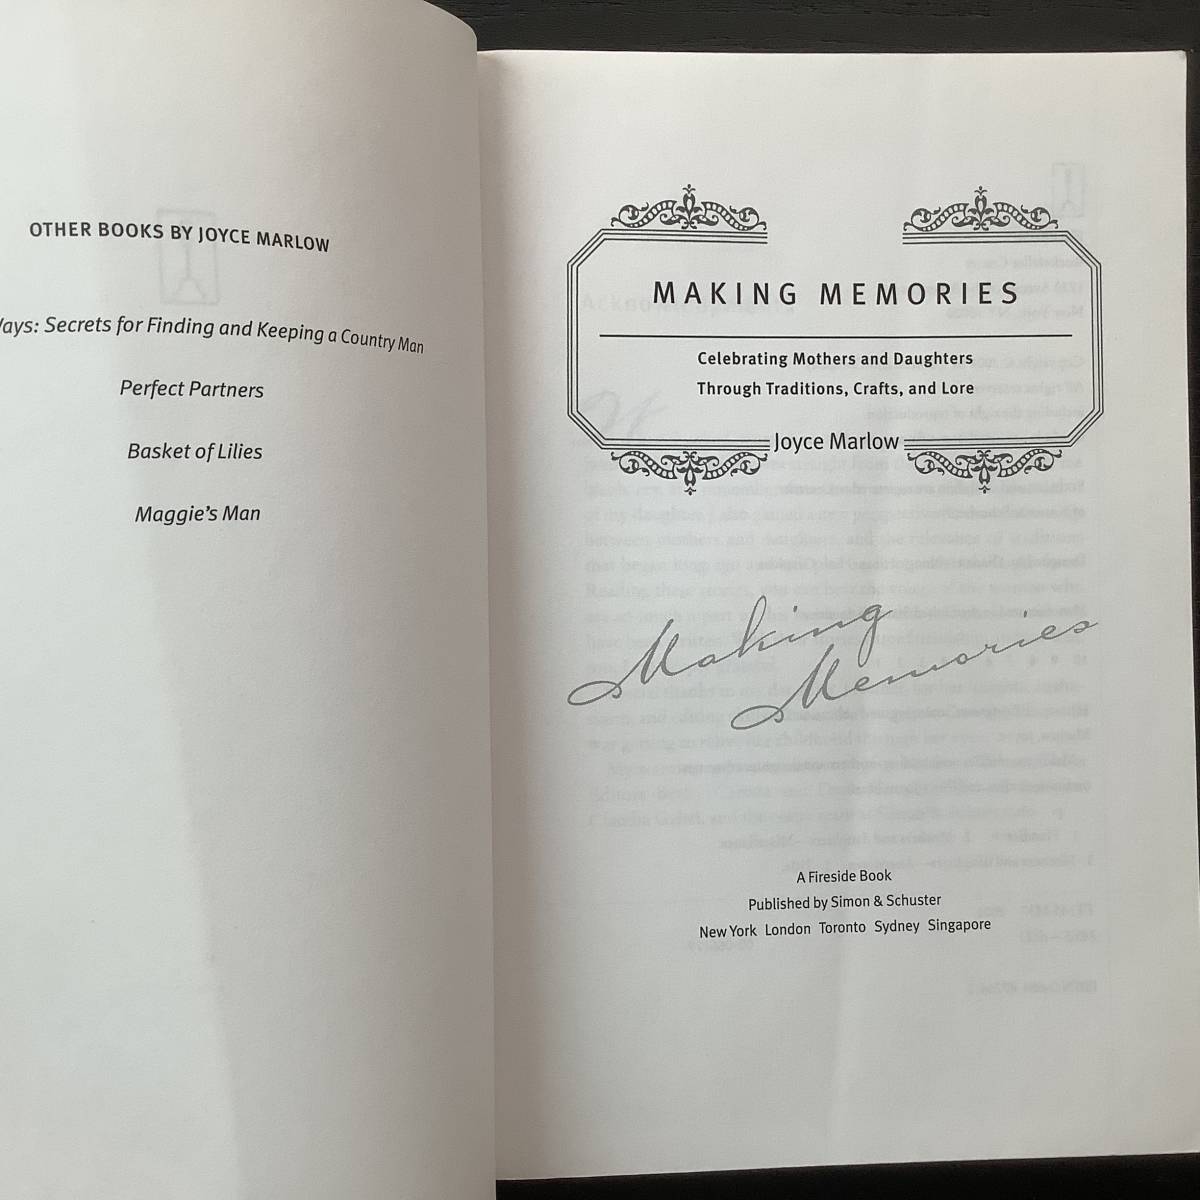 OTHER BOOKS BY JOYCE MARLOW
Secrets for Finding and Keeping a Country Man
Perfect Partners
Basket of Lilies
Maggie's Man
MAKING MEMORIES
Celebrating Mothers and Daughters
Through Traditions, Crafts, and Lore
Joyce Marlow
Making
Memories
A Fireside Book
Published by Simon & Schuster
New York London Toronto Sydney Singapore